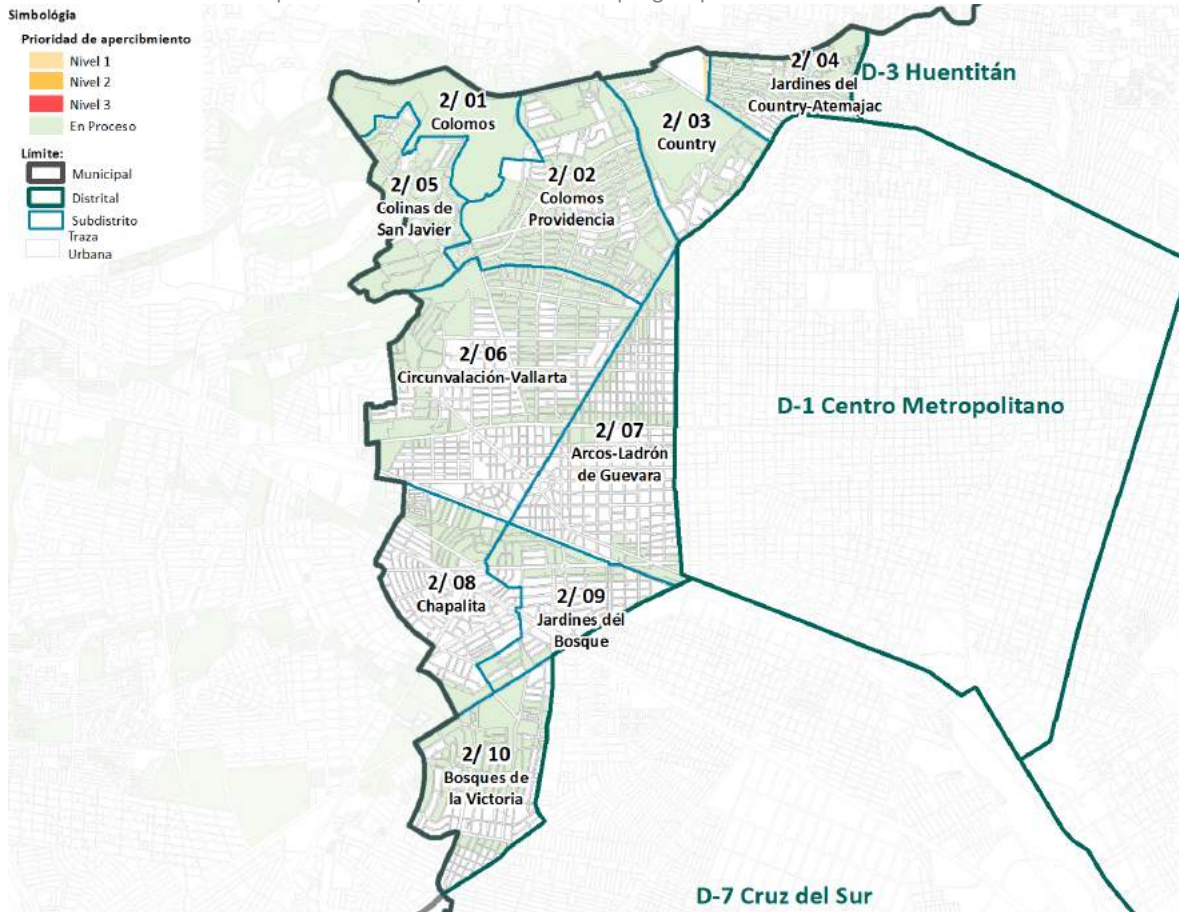 Simbológia
Prioridad de apercibmiento
Nivel 1
Nivel 2
Nivel 3
En Proceso
Límite:
Municipal
Distrital
Subdistrito
Traza
Urbana
2/ 01
Colomos
2/ 02
Colomos
Providencia
2/ 03
Country
2/ 04
Jardines del
Country-Atemajac
D-3 Huentitán
2/ 05
Colinas de
San Javier
2/ 06
Circunvalación-Vallarta
D-1 Centro Metropolitano
2/ 07
Arcos-Ladrón
de Guevara
2/ 08
Chapalita
2/ 09
Jardines del
Bosque
2/ 10
Bosques de
la Victoria
D-7 Cruz del Sur